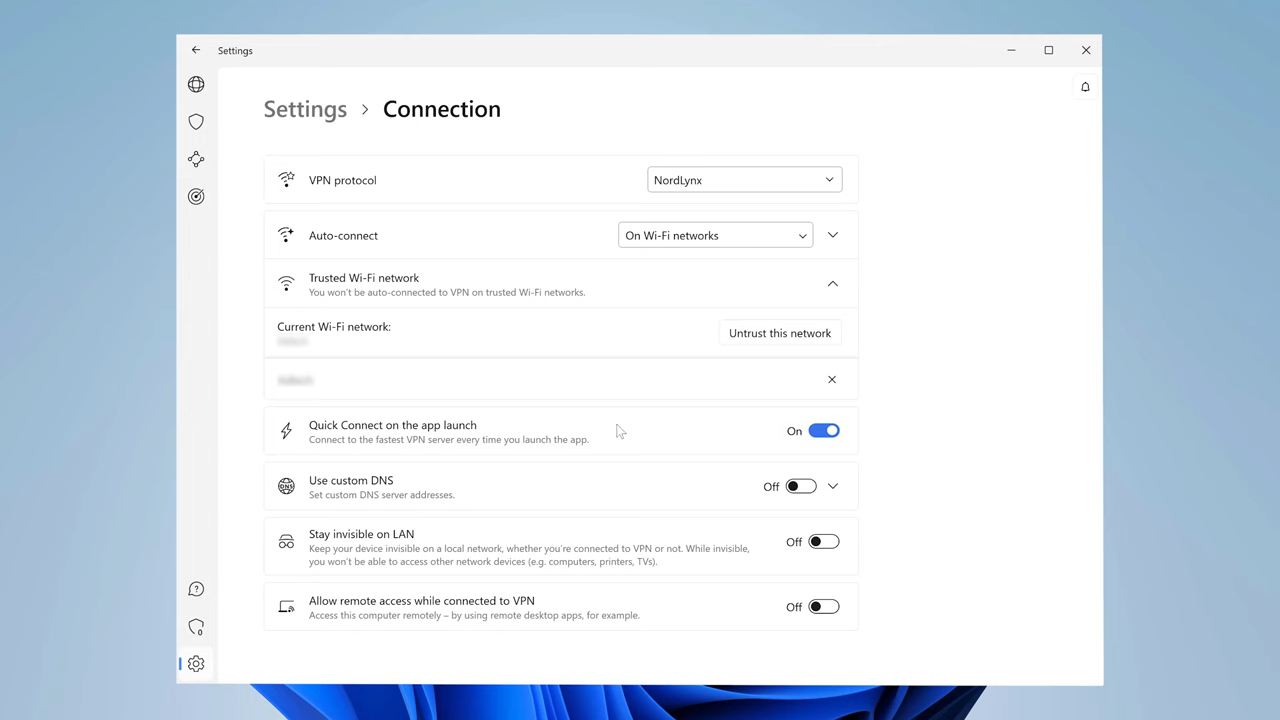 Settings
Settings > Connection
VPN protocol
NordLynx
Auto-connect
On Wi-Fi networks
Trusted Wi-Fi network
You won't be auto-connected to VPN on trusted Wi-Fi networks.
Current Wi-Fi network:
Untrust this network
Quick Connect on the app launch
Connect to the fastest VPN server every time you launch the app.
On
Use custom DNS
Set custom DNS server addresses.
Off
DNS
Stay invisible on LAN
Keep your device invisible on a local network, whether you're connected to VPN or not. While invisible,
you won't be able to access other network devices (e.g. computers, printers, TVs).
Off
Allow remote access while connected to VPN
Access this computer remotely – by using remote desktop apps, for example.
Off